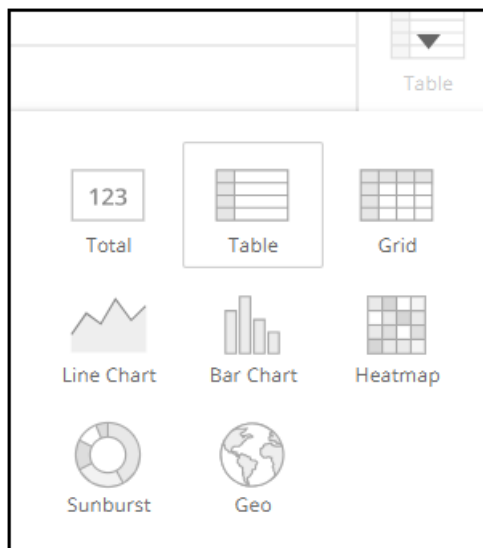 Table
123
Total Table Grid
Line Chart Bar Chart Heatmap
Sunburst Geo